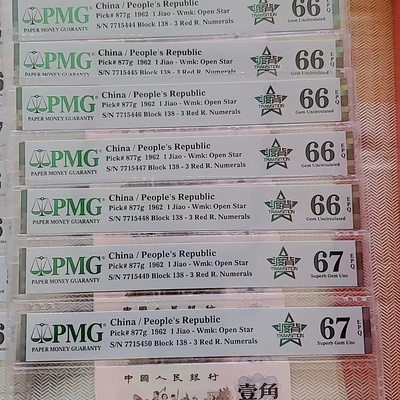 PMG
PAPER MONEY GUARANTY
China / People's Republic
Pick# 877g 1962 1 Jiao - Wmk: Open Star
S/N 7715444 Block 138 - 3 Red R. Numerals
TRANSITION
66 EPQ
Gem Uncirculated
PMG
PAPER MONEY GUARANTY
China / People's Republic
Pick# 877g 1962 1 Jiao - Wmk: Open Star
S/N 7715445 Block 138 - 3 Red R. Numerals
TRANSITION
66 EPQ
Gem Uncirculated
PMG
PAPER MONEY GUARANTY
China / People's Republic
Pick# 877g 1962 1 Jiao - Wmk: Open Star
S/N 7715446 Block 138 - 3 Red R. Numerals
TRANSITION
66 EPQ
Gem Uncirculated
PMG
PAPER MONEY GUARANTY
China / People's Republic
Pick# 877g 1962 1 Jiao - Wmk: Open Star
S/N 7715447 Block 138 - 3 Red R. Numerals
TRANSITION
66 EPQ
Gem Uncirculated
PMG
PAPER MONEY GUARANTY
China / People's Republic
Pick# 877g 1962 1 Jiao - Wmk: Open Star
S/N 7715448 Block 138 - 3 Red R. Numerals
TRANSITION
66 EPQ
Gem Uncirculated
PMG
PAPER MONEY GUARANTY
China / People's Republic
Pick# 877g 1962 1 Jiao - Wmk: Open Star
S/N 7715449 Block 138 - 3 Red R. Numerals
TRANSITION
67 EPQ
Superb Gem Unc
PMG
PAPER MONEY GUARANTY
China / People's Republic
Pick# 877g 1962 1 Jiao - Wmk: Open Star
S/N 7715450 Block 138 - 3 Red R. Numerals
TRANSITION
67 EPQ
Superb Gem Unc
中國人民銀行
壹角